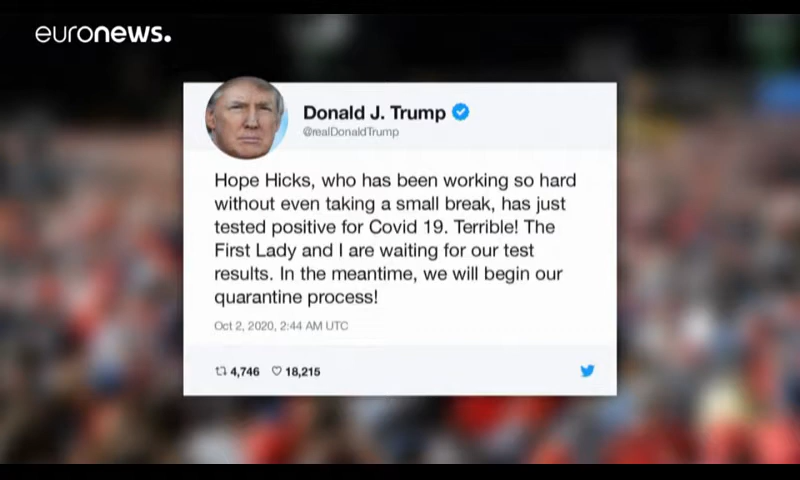 euronews.
Donald J. Trump
@realDonaldTrump
Hope Hicks, who has been working so hard
without even taking a small break, has just
tested positive for Covid 19. Terrible! The
First Lady and I are waiting for our test
results. In the meantime, we will begin our
quarantine process!
Oct 2, 2020, 2:44 AM UTC
4,746 18,215